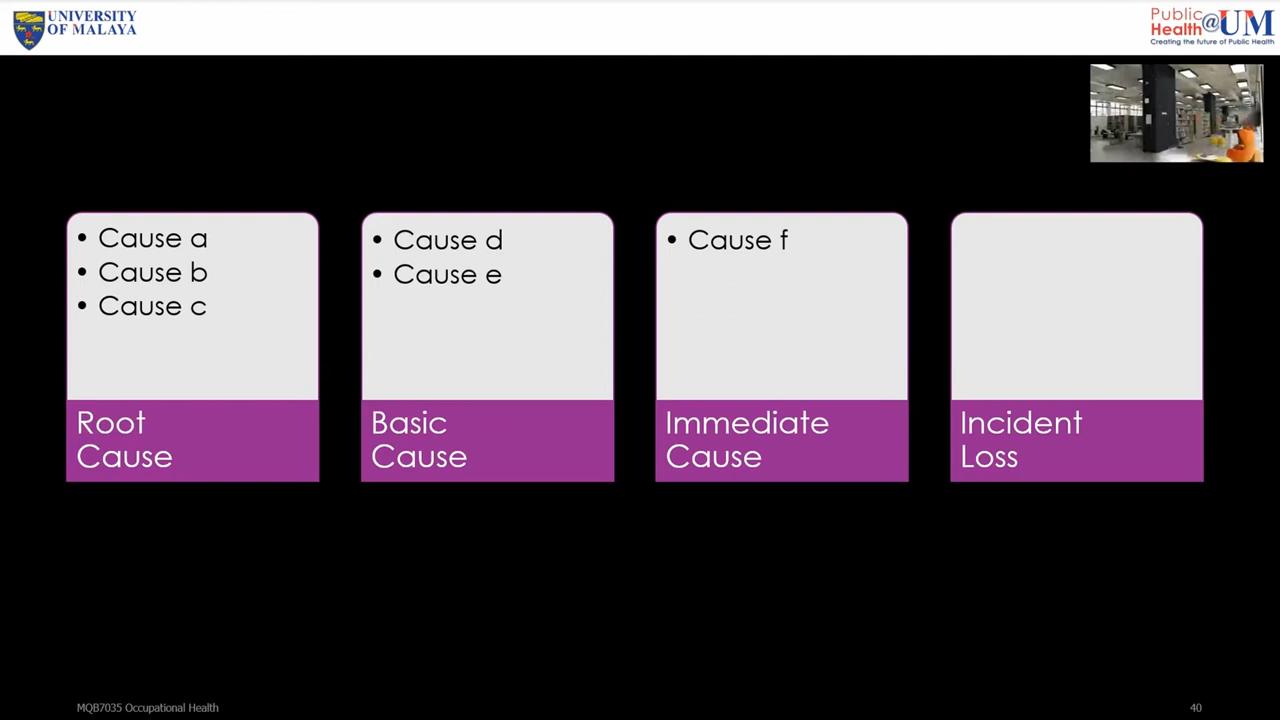 UNIVERSITY
OF MALAYA
Public
Health@UM
Creating the future of Public Health
• Cause a
• Cause b
• Cause c
Root
Cause
• Cause d
• Cause e
Basic
Cause
• Cause f
Immediate
Cause
Incident
Loss
MQB7035 Occupational Health
40